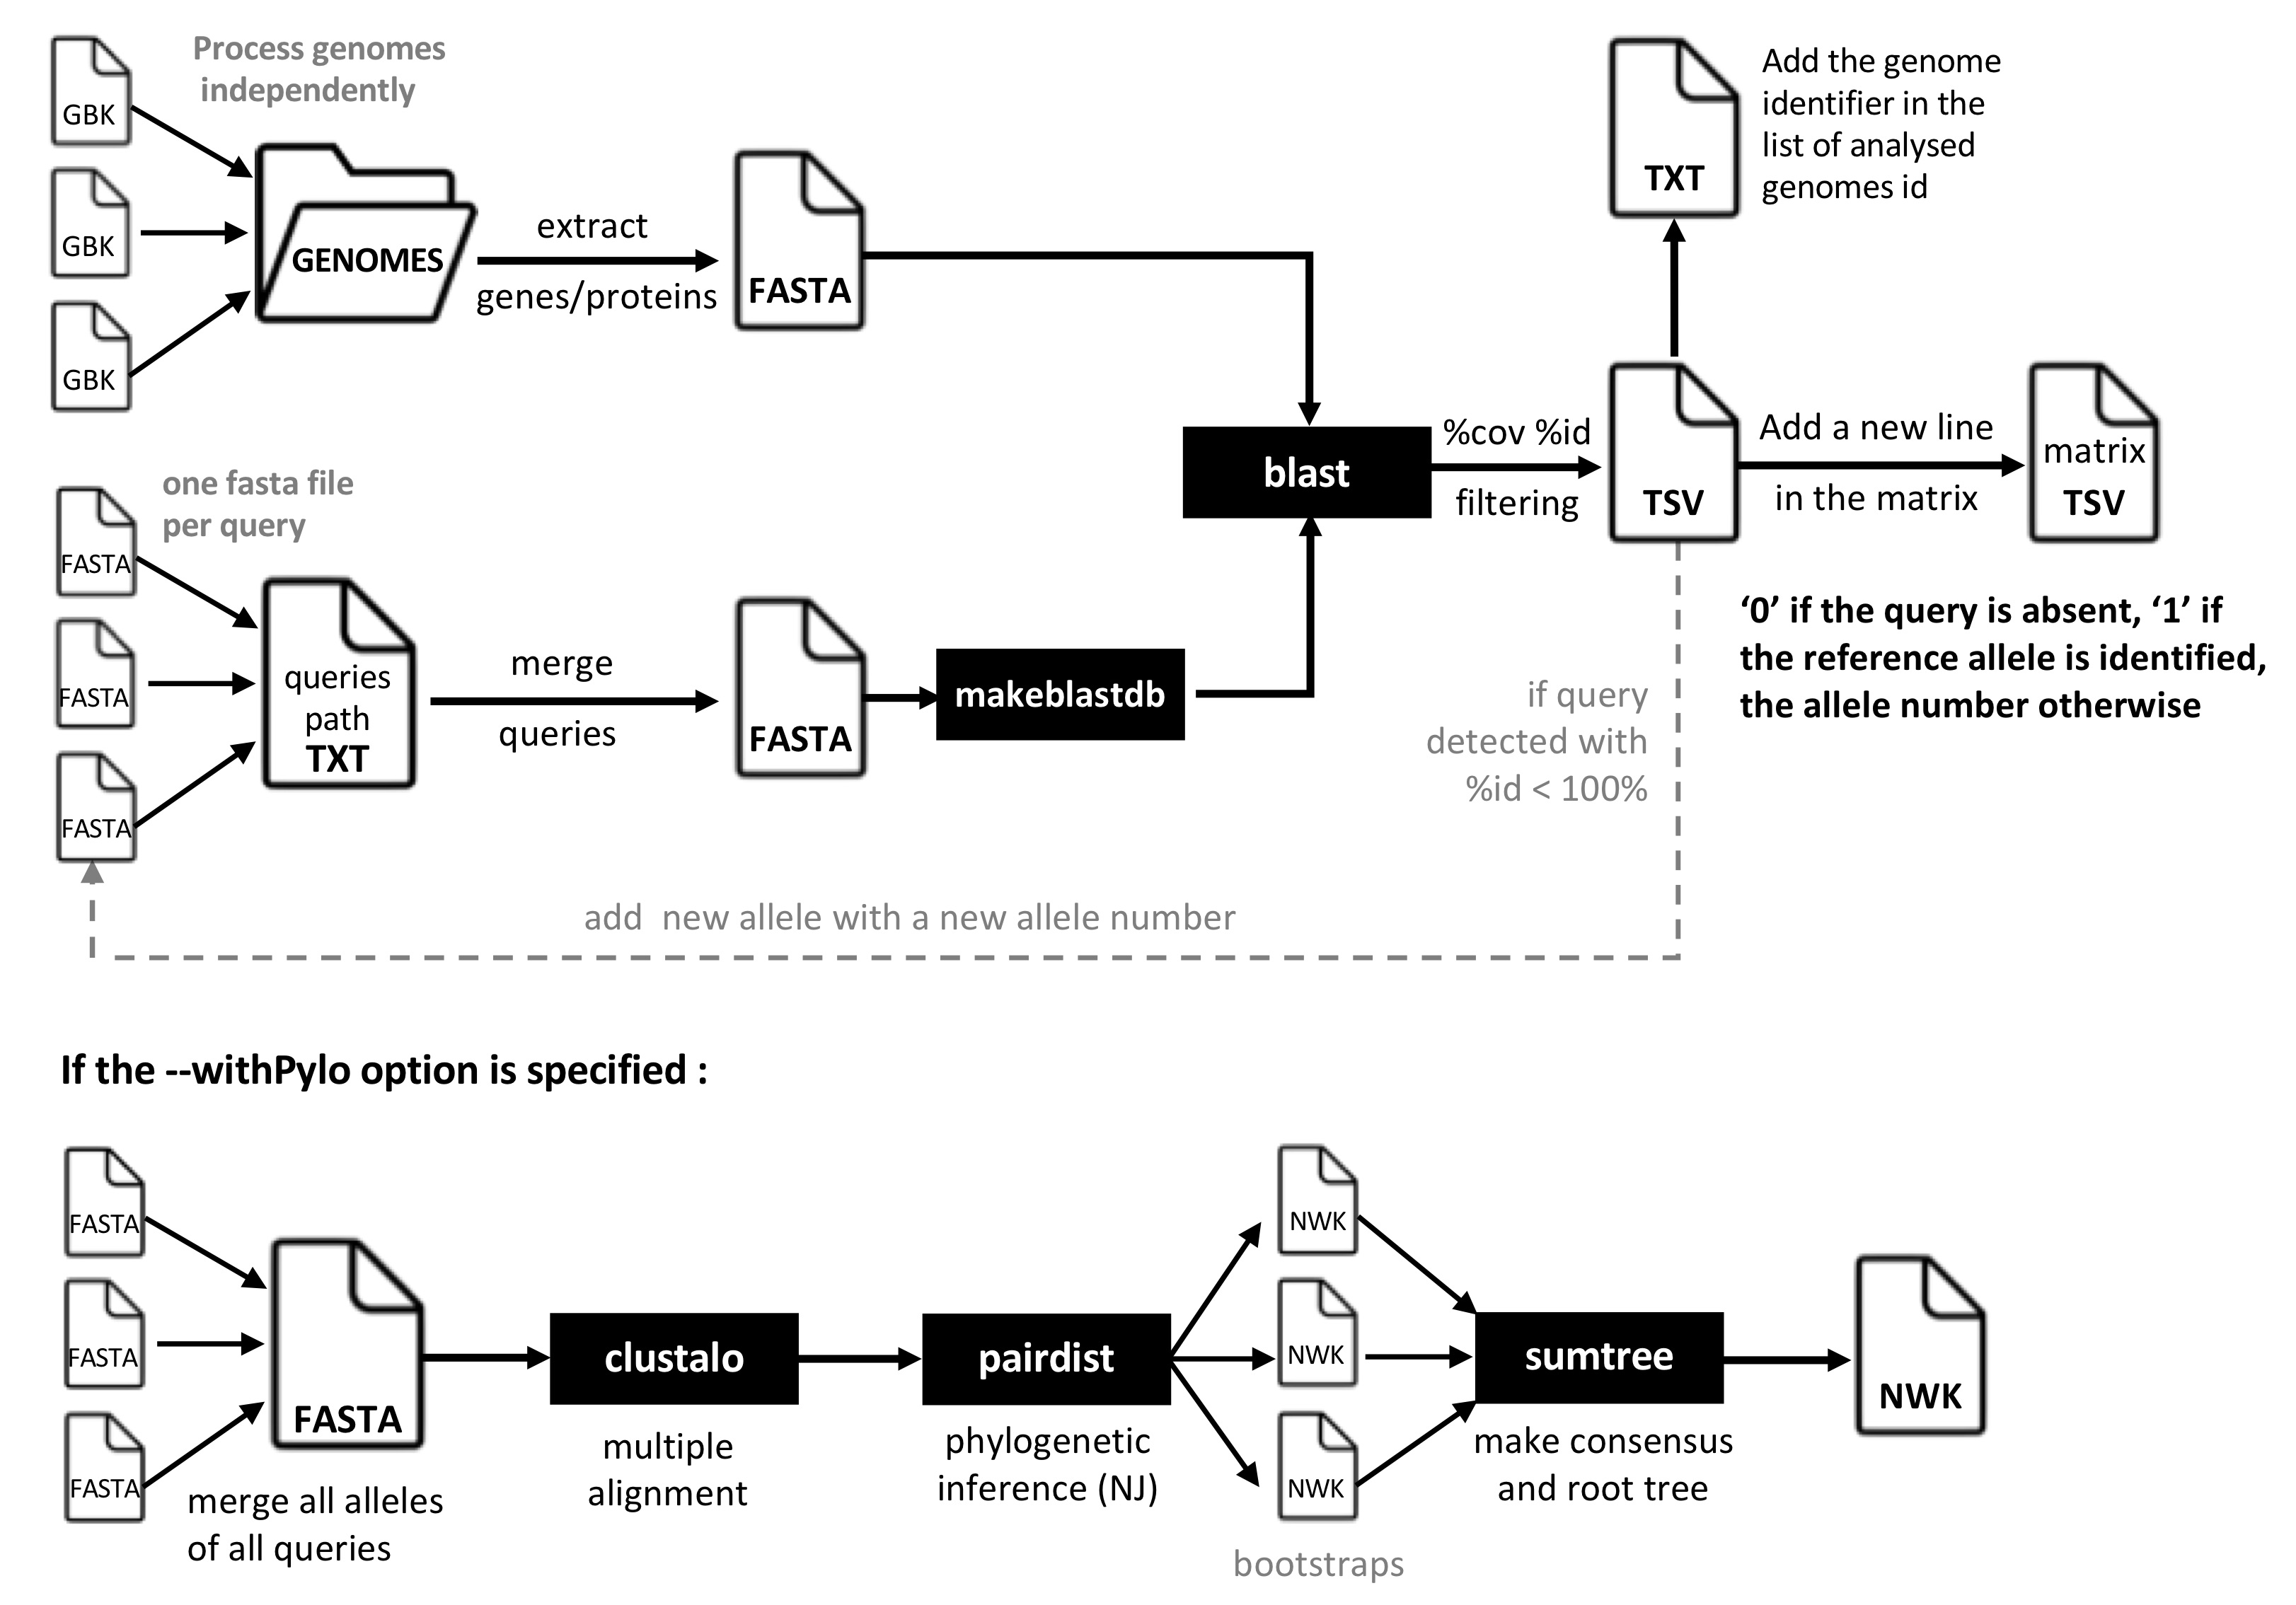 Process genomes
independently
GBK
GBK
GBK
GENOMES
extract
genes/proteins
FASTA
TXT
Add the genome
identifier in the
list of analysed
genomes id
one fasta file
per query
FASTA
FASTA
FASTA
queries
path
TXT
merge
queries
FASTA
makeblastdb
blast
%cov %id
filtering
TSV
Add a new line
in the matrix
matrix
TSV
‘0’ if the query is absent, ‘1’ if
the reference allele is identified,
the allele number otherwise
if query
detected with
%id < 100%
add  new allele with a new allele number
If the --withPylo option is specified :
FASTA
FASTA
FASTA
FASTA
merge all alleles
of all queries
clustalo
multiple
alignment
pairdist
phylogenetic
inference (NJ)
NWK
NWK
NWK
bootstraps
sumtree
make consensus
and root tree
NWK